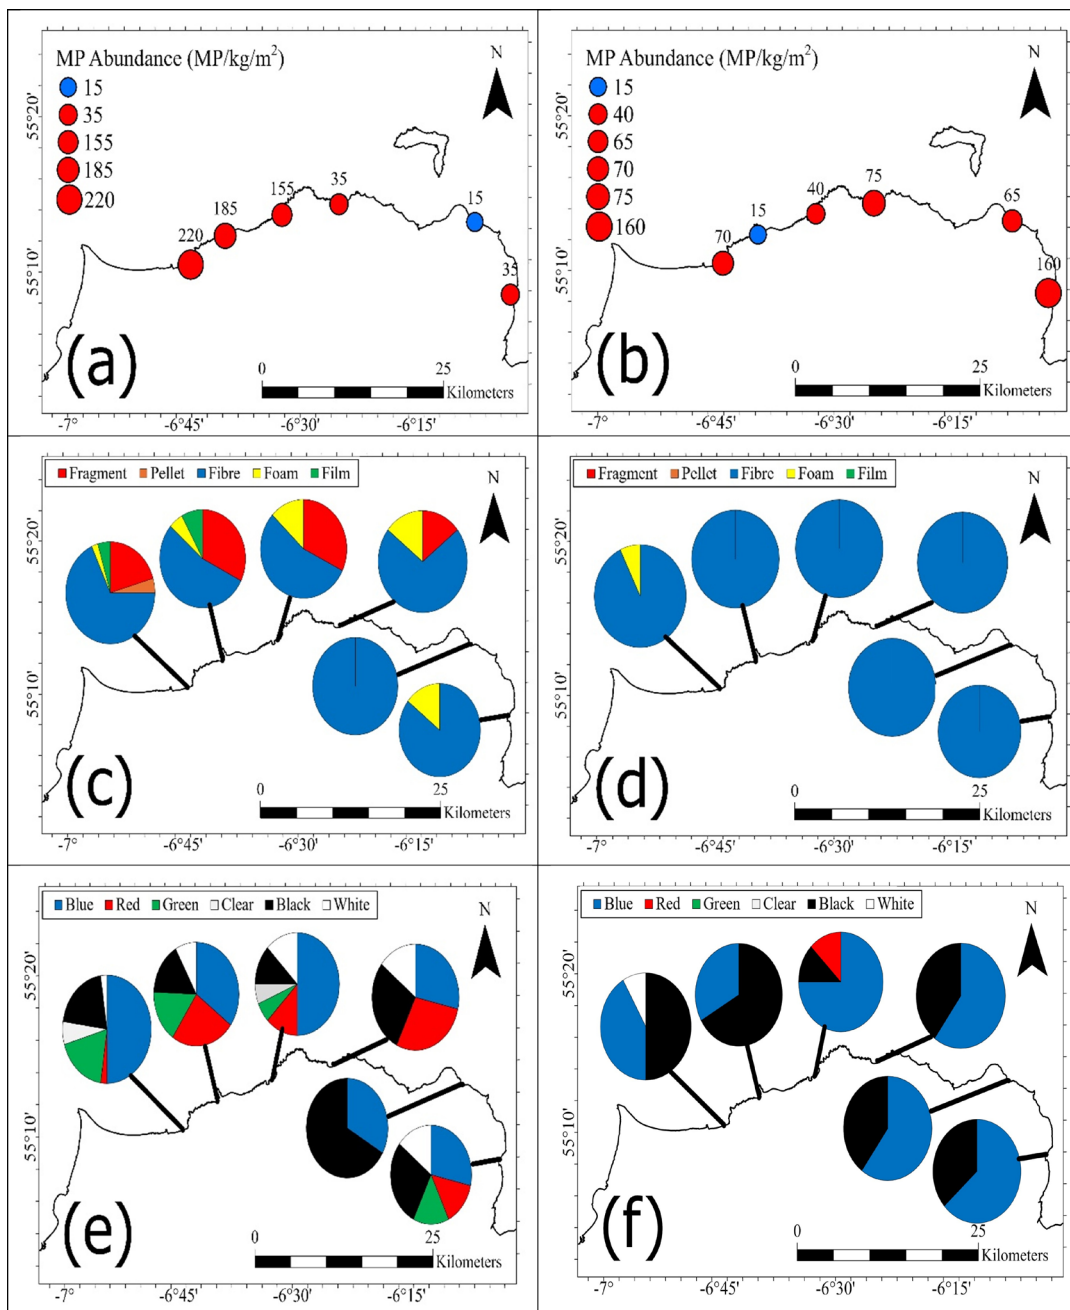 MP Abundance (MP/kg/m²)
15
35
155
185
220
N
55°20'
55°10'
220
185
155
35
15
35
(a)
0 25
Kilometers
-7° -6°45' -6°30' -6°15'
MP Abundance (MP/kg/m²)
15
40
65
70
75
160
N
55°20'
55°10'
70
15
40
75
65
160
(b)
0 25
Kilometers
-7° -6°45' -6°30' -6°15'
Fragment Pellet Fibre Foam Film
N
55°20'
55°10'
(c)
0 25
Kilometers
-7° -6°45' -6°30' -6°15'
Fragment Pellet Fibre Foam Film
N
55°20'
55°10'
(d)
0 25
Kilometers
-7° -6°45' -6°30' -6°15'
Blue Red Green Clear Black White
N
55°20'
55°10'
(e)
0 25
Kilometers
-7° -6°45' -6°30' -6°15'
Blue Red Green Clear Black White
N
55°20'
55°10'
(f)
0 25
Kilometers
-7° -6°45' -6°30' -6°15'